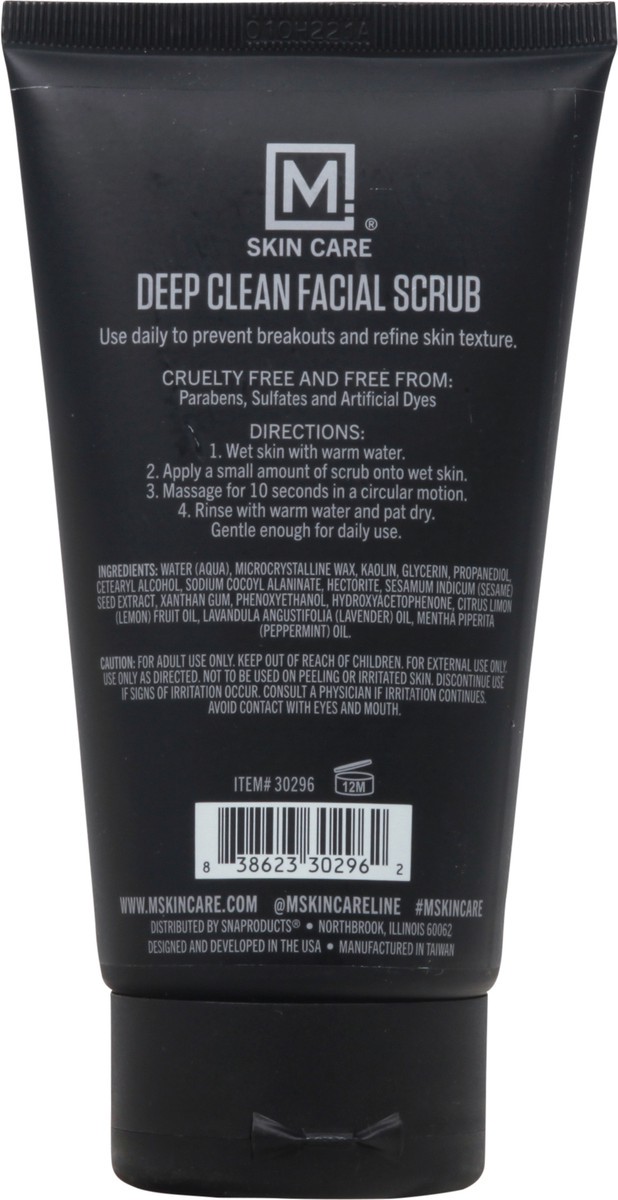 010H221A
M!®
SKIN CARE
DEEP CLEAN FACIAL SCRUB
Use daily to prevent breakouts and refine skin texture.
CRUELTY FREE AND FREE FROM:
Parabens, Sulfates and Artificial Dyes
DIRECTIONS:
1. Wet skin with warm water.
2. Apply a small amount of scrub onto wet skin.
3. Massage for 10 seconds in a circular motion.
4. Rinse with warm water and pat dry.
Gentle enough for daily use.
INGREDIENTS: WATER (AQUA), MICROCRYSTALLINE WAX, KAOLIN, GLYCERIN, PROPANEDIOL,
CETEARYL ALCOHOL, SODIUM COCOYL ALANINATE, HECTORITE, SESAMUM INDICUM (SESAME)
SEED EXTRACT, XANTHAN GUM, PHENOXYETHANOL, HYDROXYACETOPHENONE, CITRUS LIMON
(LEMON) FRUIT OIL, LAVANDULA ANGUSTIFOLIA (LAVENDER) OIL, MENTHA PIPERITA
(PEPPERMINT) OIL.
CAUTION: FOR ADULT USE ONLY. KEEP OUT OF REACH OF CHILDREN. FOR EXTERNAL USE ONLY.
USE ONLY AS DIRECTED. NOT TO BE USED ON PEELING OR IRRITATED SKIN. DISCONTINUE USE
IF SIGNS OF IRRITATION OCCUR. CONSULT A PHYSICIAN IF IRRITATION CONTINUES.
AVOID CONTACT WITH EYES AND MOUTH.
ITEM# 30296 12M
8 38623 30296 2
WWW.MSKINCARE.COM @MSKINCARELINE #MSKINCARE
DISTRIBUTED BY SNAPRODUCTS® • NORTHBROOK, ILLINOIS 60062
DESIGNED AND DEVELOPED IN THE USA • MANUFACTURED IN TAIWAN